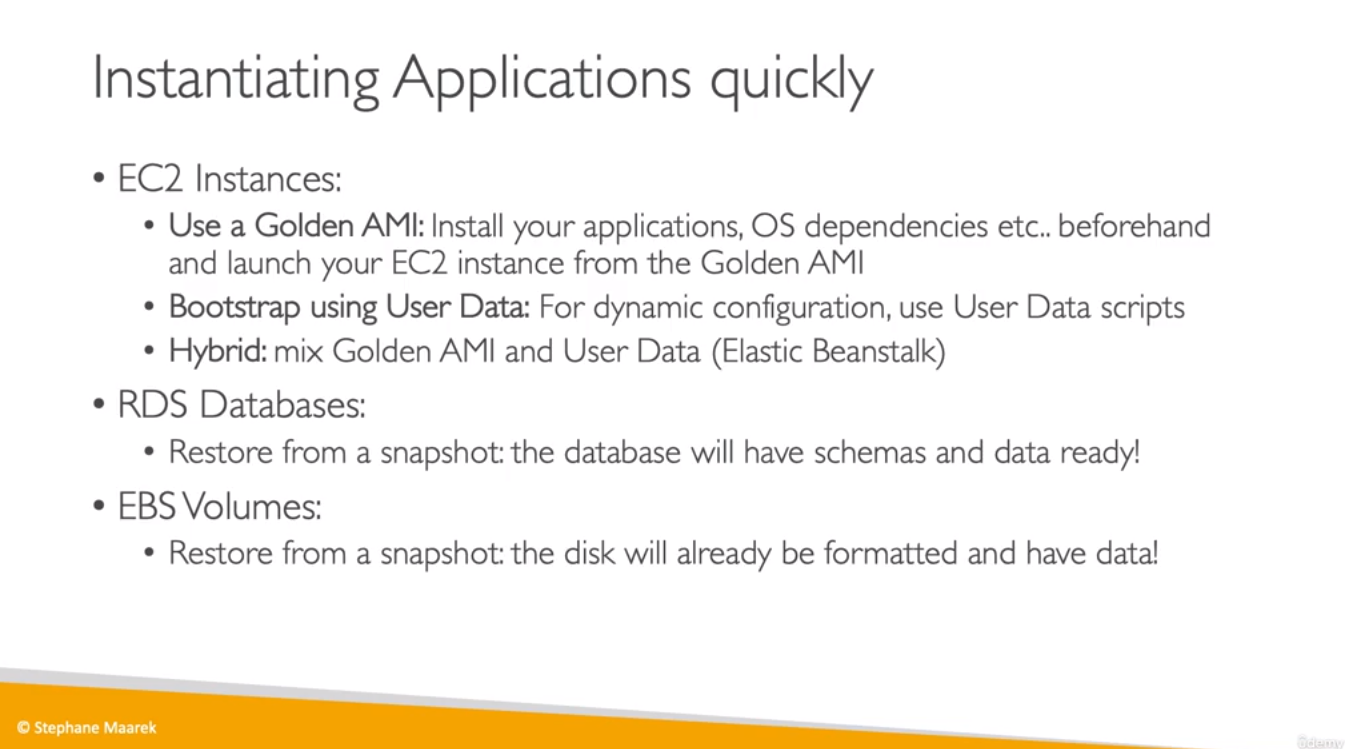 Instantiating Applications quickly
• EC2 Instances:
• Use a Golden AMI: Install your applications, OS dependencies etc.. beforehand
and launch your EC2 instance from the Golden AMI
• Bootstrap using User Data: For dynamic configuration, use User Data scripts
• Hybrid: mix Golden AMI and User Data (Elastic Beanstalk)
• RDS Databases:
• Restore from a snapshot: the database will have schemas and data ready!
• EBS Volumes:
• Restore from a snapshot: the disk will already be formatted and have data!
© Stephane Maarek
ûdemy